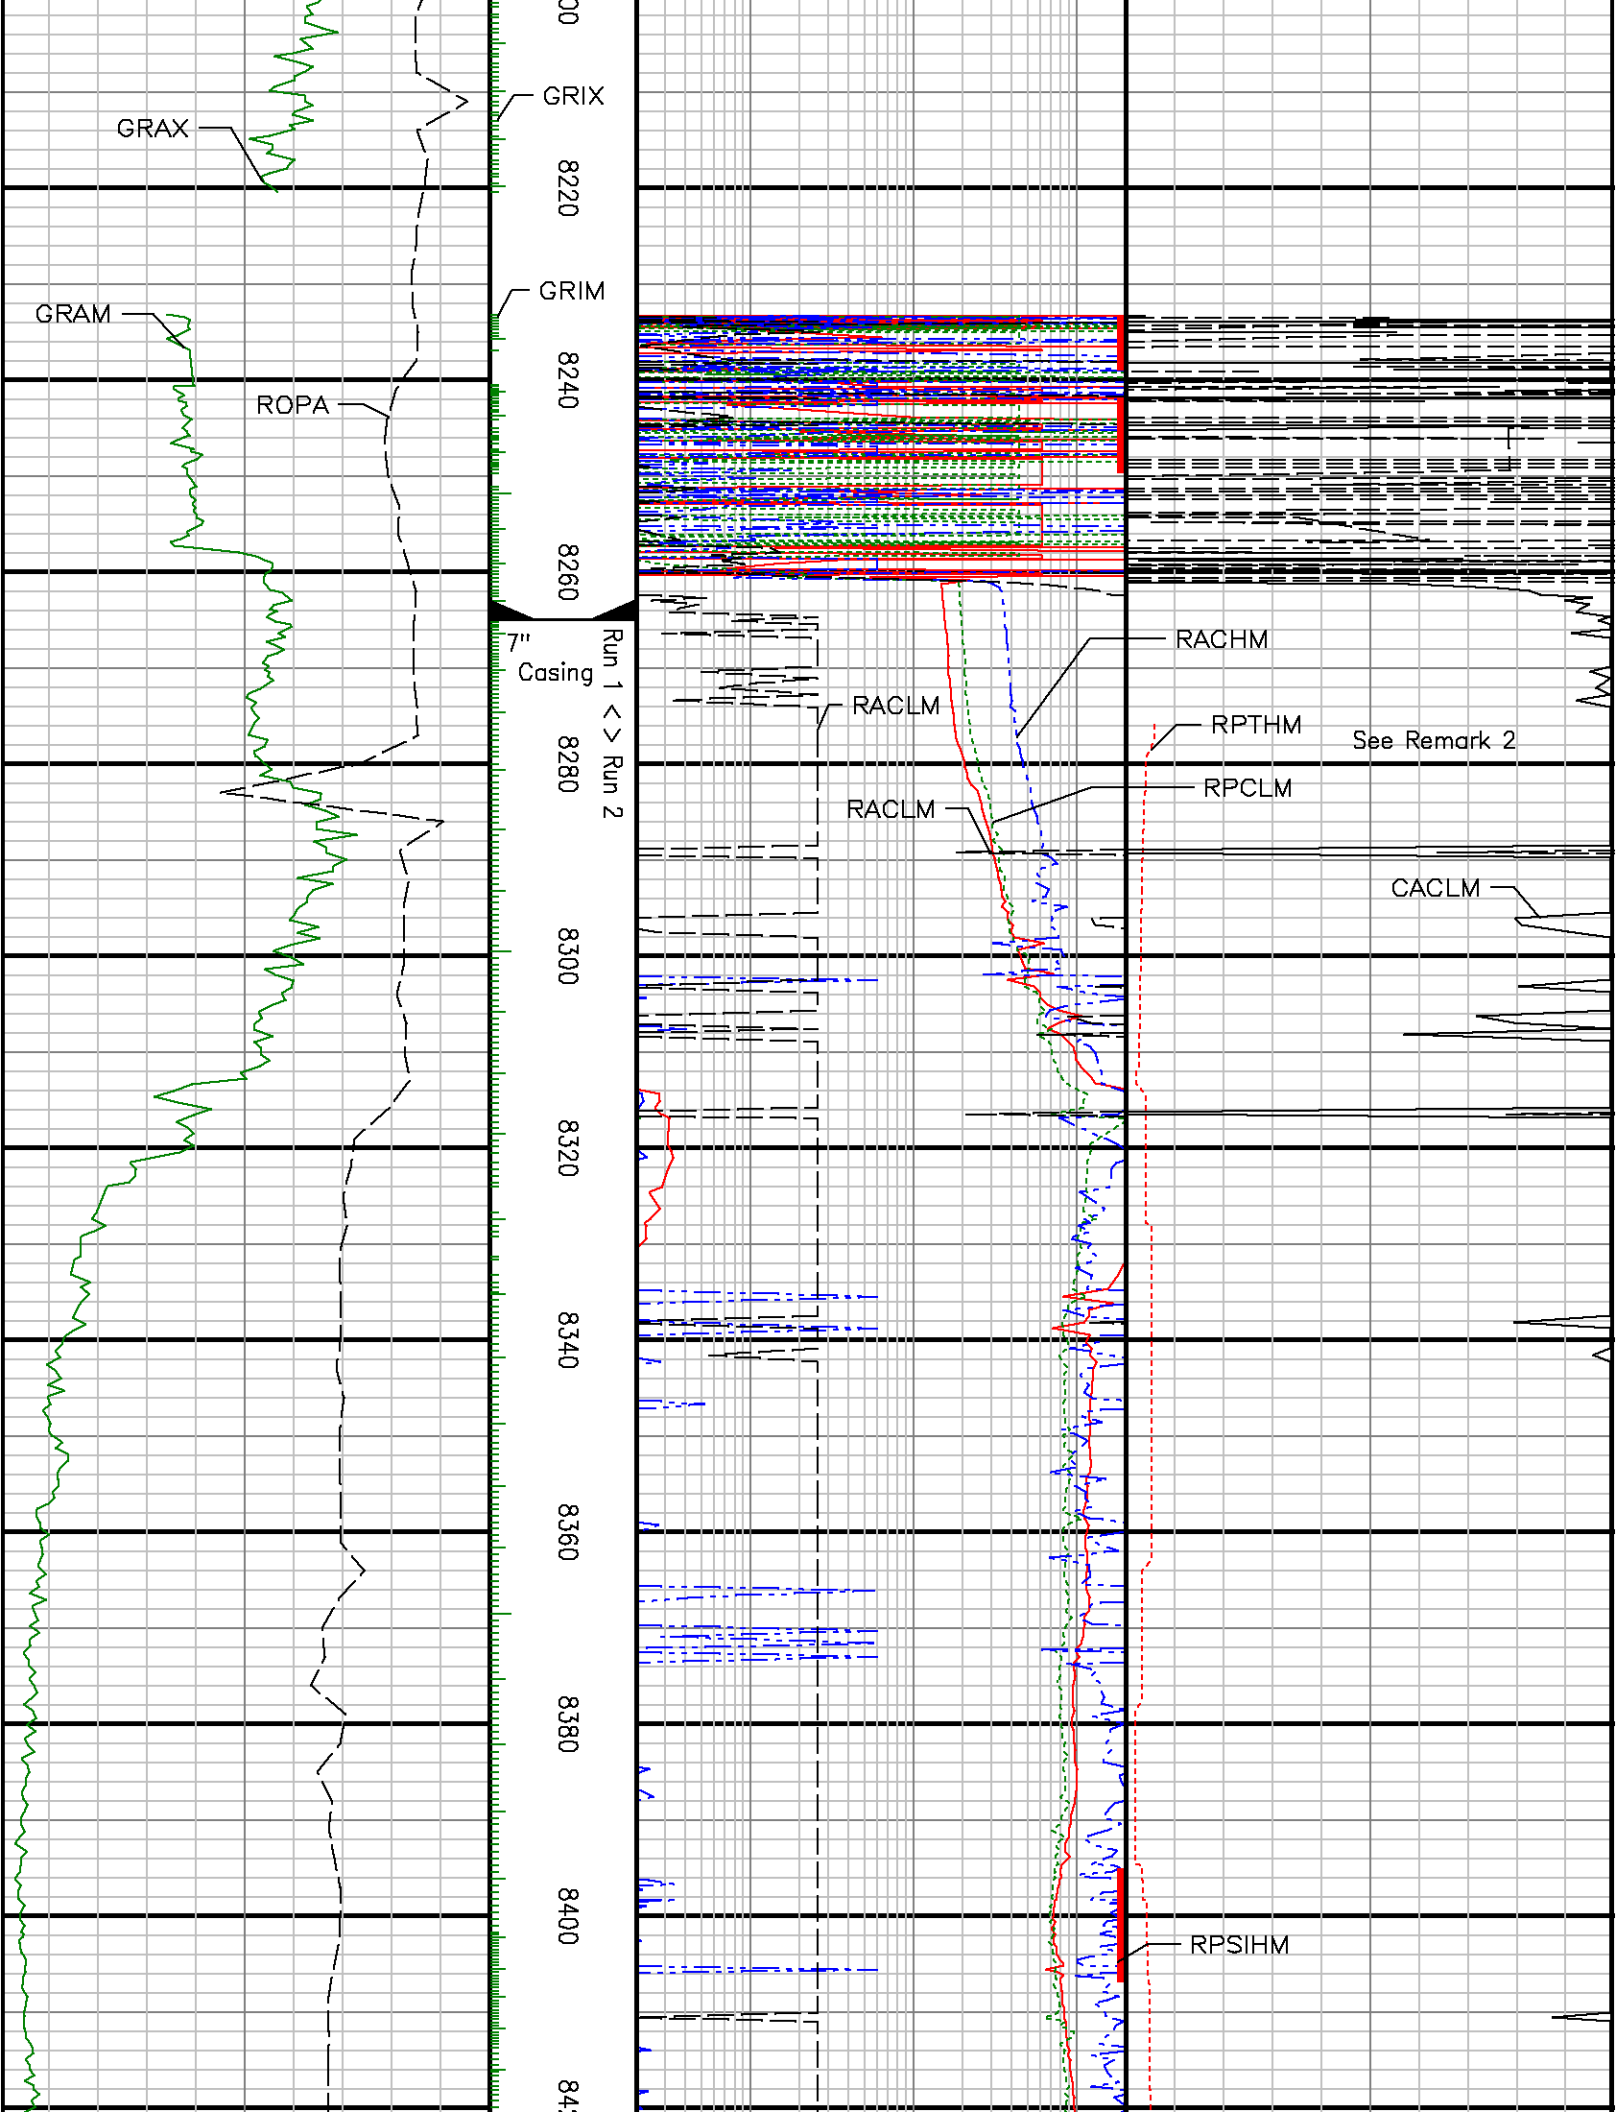 GRIX
GRAX
8220
GRIM
GRAM
8240
ROPA
8260
7"
Casing
Run 1 < > Run 2
RACHM
RACLM
RPTHM
See Remark 2
8280
RPCLM
RACLM
CACLM
8300
8320
8340
8360
8380
8400
RPSIHM